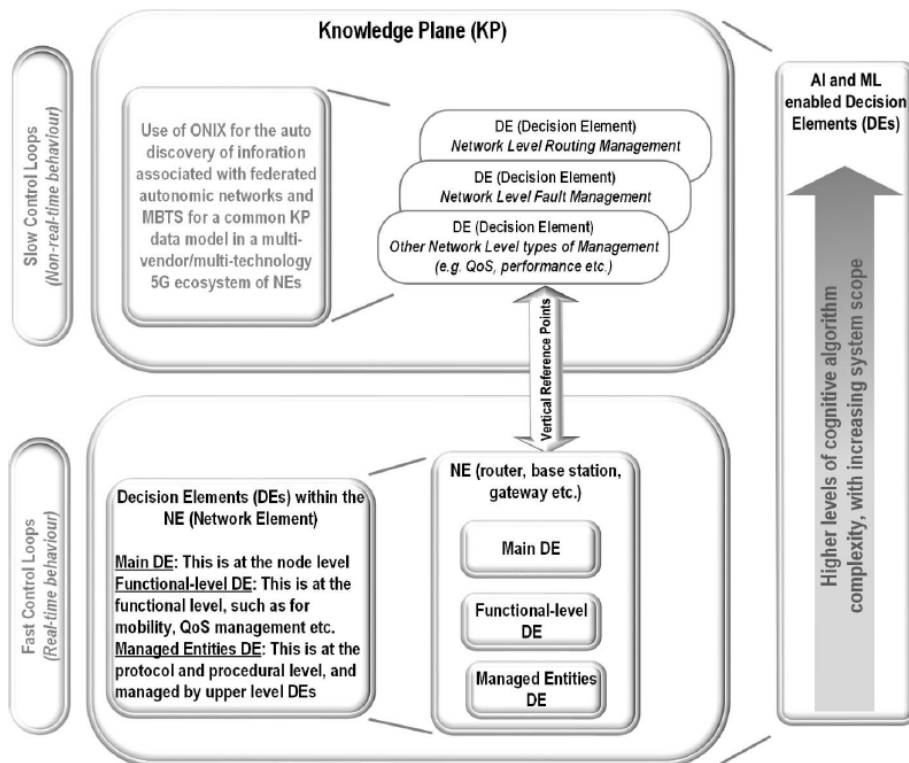 Knowledge Plane (KP)
Slow Control Loops
(Non-real-time behaviour)
Use of ONIX for the auto
discovery of inforation
associated with federated
autonomic networks and
MBTS for a common KP
data model in a multi-
vendor/multi-technology
5G ecosystem of NEs
DE (Decision Element)
Network Level Routing Management
DE (Decision Element)
Network Level Fault Management
DE (Decision Element)
Other Network Level types of Management
(e.g. QoS, performance etc.)
Vertical Reference Points
AI and ML
enabled Decision
Elements (DEs)
Higher levels of cognitive algorithm
complexity, with increasing system scope
Fast Control Loops
(Real-time behaviour)
Decision Elements (DEs) within the
NE (Network Element)
Main DE: This is at the node level
Functional-level DE: This is at the
functional level, such as for
mobility, QoS management etc.
Managed Entities DE: This is at the
protocol and procedural level, and
managed by upper level DEs
NE (router, base station,
gateway etc.)
Main DE
Functional-level
DE
Managed Entities
DE